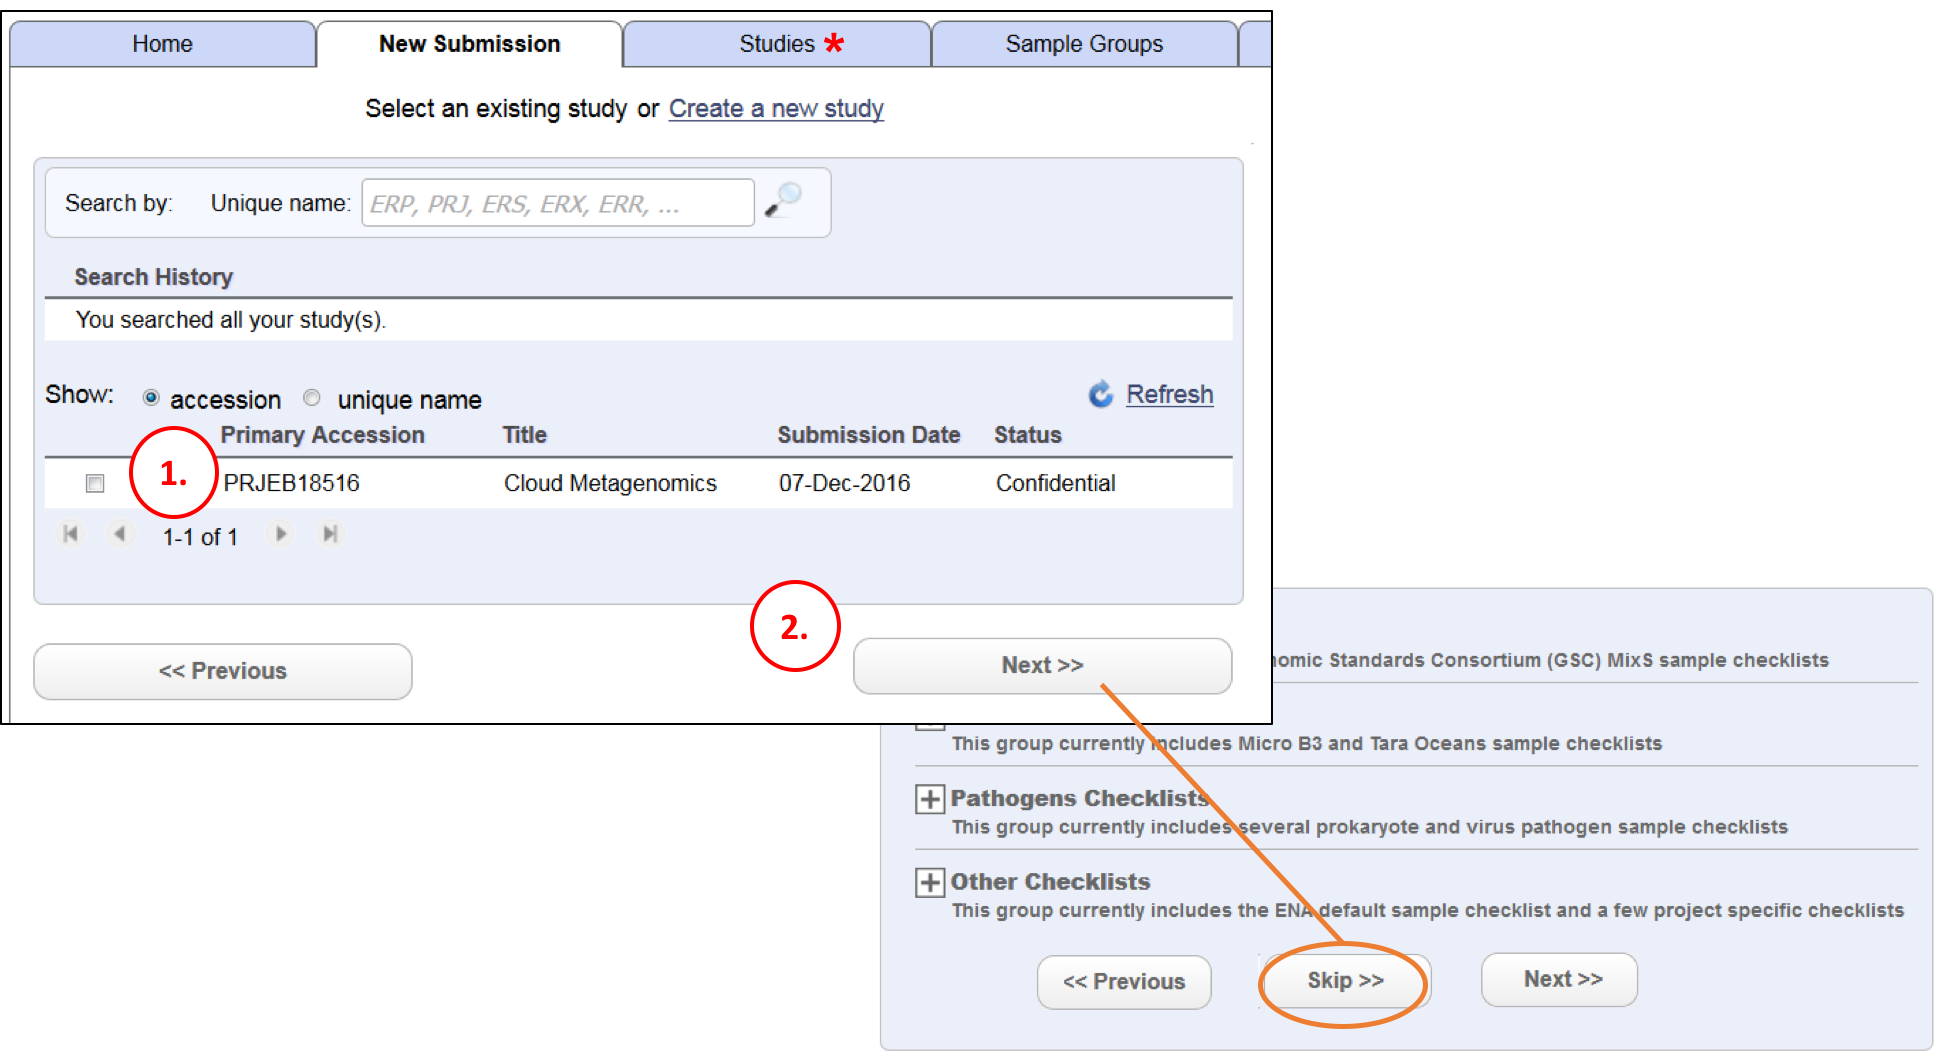 Home New Submission Studies * Sample Groups
Select an existing study or Create a new study
Search by: Unique name: ERP, PRJ, ERS, ERX, ERR, ...
Search History
You searched all your study(s).
Show: accession unique name Refresh
Primary Accession Title Submission Date Status
1. PRJEB18516 Cloud Metagenomics 07-Dec-2016 Confidential
1-1 of 1
2.
<< Previous Next >>
Standards Consortium (GSC) MixS sample checklists
This group currently includes Micro B3 and Tara Oceans sample checklists
Pathogens Checklists
This group currently includes several prokaryote and virus pathogen sample checklists
Other Checklists
This group currently includes the ENA default sample checklist and a few project specific checklists
<< Previous Skip >> Next >>